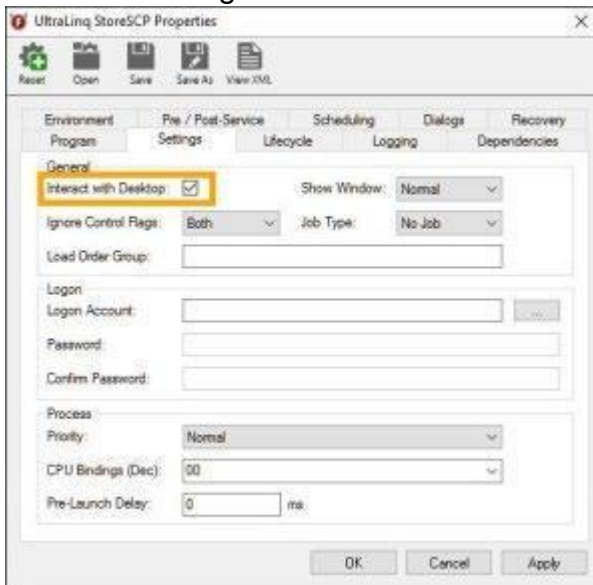 UltraLinq StoreSCP Properties
Reset Open Save Save As View XML
Environment Pre / Post-Service Scheduling Dialogs Recovery
Program Settings Lifecycle Logging Dependencies
General
Interact with Desktop: Show Window: Normal
Ignore Control Flags: Both Job Type: No Job
Load Order Group:
Logon
Logon Account: ...
Password:
Confirm Password:
Process
Priority: Normal
CPU Bindings (Dec): 00
Pre-Launch Delay: 0 ms
OK Cancel Apply